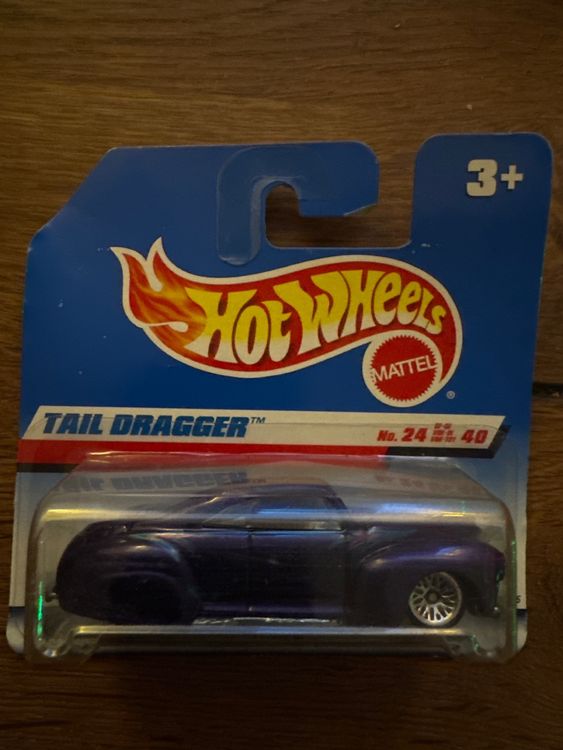 3+
HOT WHEELS
MATTEL
®
TAIL DRAGGER™
No. 24 40